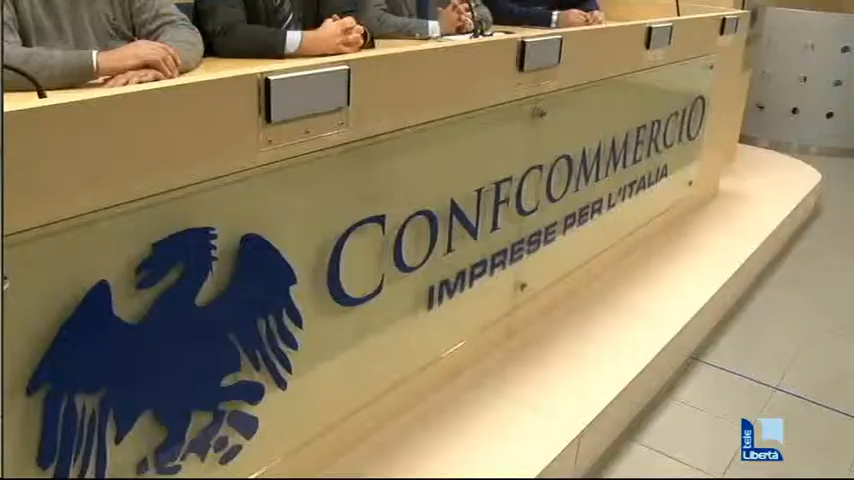 CONFCOMMERCIO
IMPRESE PER L'ITALIA
tele
Libertà